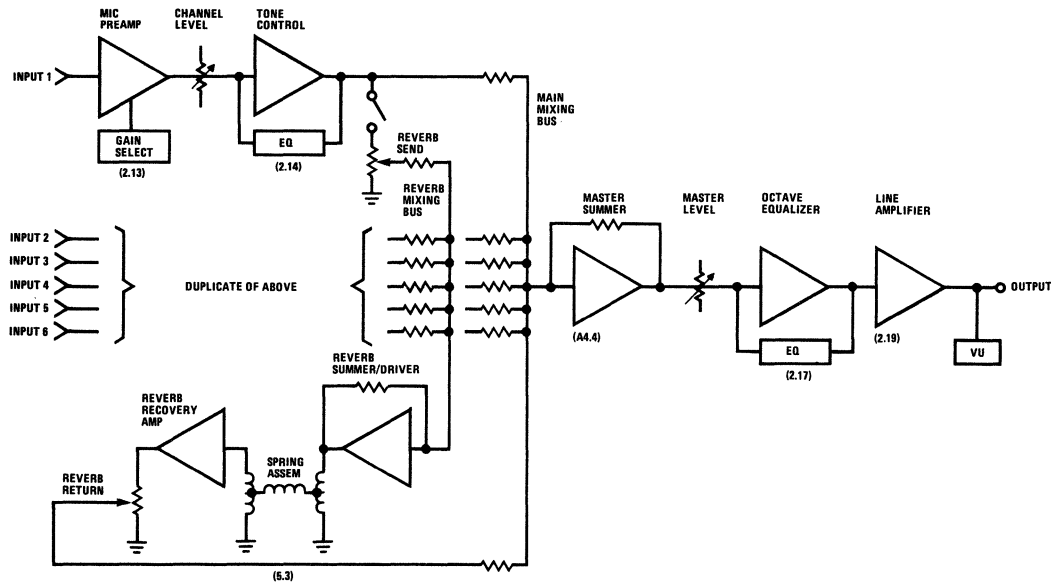 MIC
PREAMP
CHANNEL
LEVEL
TONE
CONTROL
INPUT 1
GAIN
SELECT
(2.13)
EQ
(2.14)
REVERB
SEND
REVERB
MIXING
BUS
MAIN
MIXING
BUS
INPUT 2
INPUT 3
INPUT 4
INPUT 5
INPUT 6
DUPLICATE OF ABOVE
MASTER
SUMMER
(A4.4)
MASTER
LEVEL
OCTAVE
EQUALIZER
EQ
(2.17)
LINE
AMPLIFIER
(2.19)
OUTPUT
VU
REVERB
SUMMER/DRIVER
REVERB
RECOVERY
AMP
SPRING
ASSEM
REVERB
RETURN
(5.3)